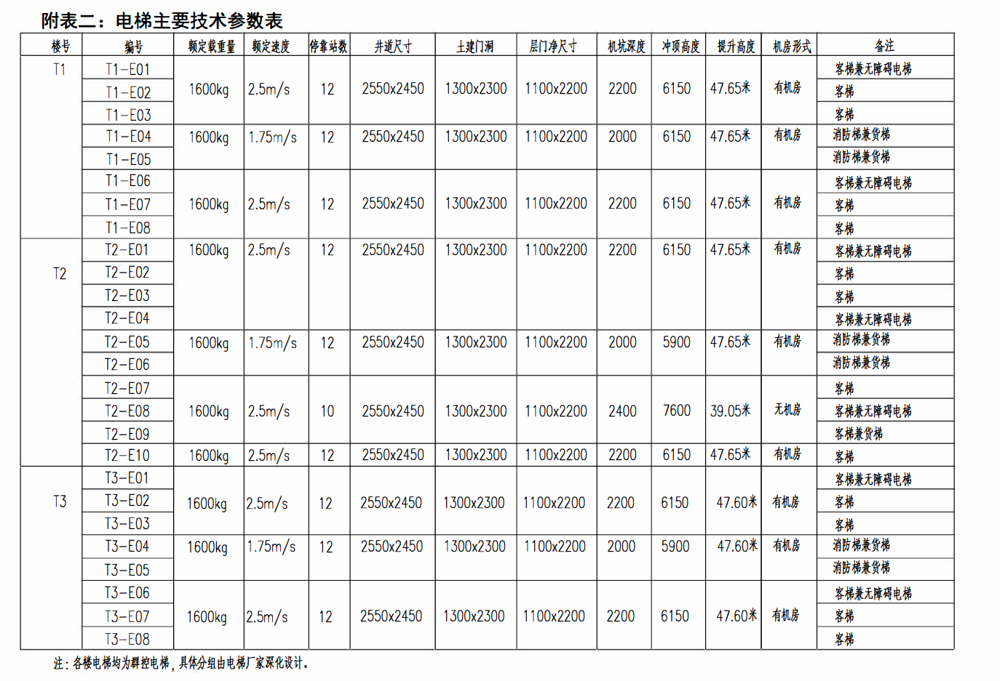 附表二：电梯主要技术参数表
楼号 编号 额定载重量 额定速度 停靠站数 井道尺寸 土建门洞 层门净尺寸 机坑深度 冲顶高度 提升高度 机房形式 备注
T1 T1-E01 客梯兼无障碍电梯
T1-E02 1600kg 2.5m/s 12 2550x2450 1300x2300 1100x2200 2200 6150 47.65米 有机房 客梯
T1-E03 客梯
T1-E04 1600kg 1.75m/s 12 2550x2450 1300x2300 1100x2200 2000 6150 47.65米 有机房 消防梯兼货梯
T1-E05 消防梯兼货梯
T1-E06 客梯兼无障碍电梯
T1-E07 1600kg 2.5m/s 12 2550x2450 1300x2300 1100x2200 2200 6150 47.65米 有机房 客梯
T1-E08 客梯
T2-E01 1600kg 2.5m/s 12 2550x2450 1300x2300 1100x2200 2200 6150 47.65米 有机房 客梯兼无障碍电梯
T2 T2-E02 客梯
T2-E03 客梯
T2-E04 客梯兼无障碍电梯
T2-E05 1600kg 1.75m/s 12 2550x2450 1300x2300 1100x2200 2000 5900 47.65米 有机房 消防梯兼货梯
T2-E06 消防梯兼货梯
T2-E07 客梯
T2-E08 1600kg 2.5m/s 10 2550x2450 1300x2300 1100x2200 2400 7600 39.05米 无机房 客梯兼无障碍电梯
T2-E09 客梯兼货梯
T2-E10 1600kg 2.5m/s 12 2550x2450 1300x2300 1100x2200 2200 6150 47.65米 有机房 客梯
T3-E01 客梯兼无障碍电梯
T3 T3-E02 1600kg 2.5m/s 12 2550x2450 1300x2300 1100x2200 2200 6150 47.60米 有机房 客梯
T3-E03 客梯
T3-E04 1600kg 1.75m/s 12 2550x2450 1300x2300 1100x2200 2000 5900 47.60米 有机房 消防梯兼货梯
T3-E05 消防梯兼货梯
T3-E06 客梯兼无障碍电梯
T3-E07 1600kg 2.5m/s 12 2550x2450 1300x2300 1100x2200 2200 6150 47.60米 有机房 客梯
T3-E08 客梯
注：各楼电梯均为群控电梯，具体分组由电梯厂家深化设计。